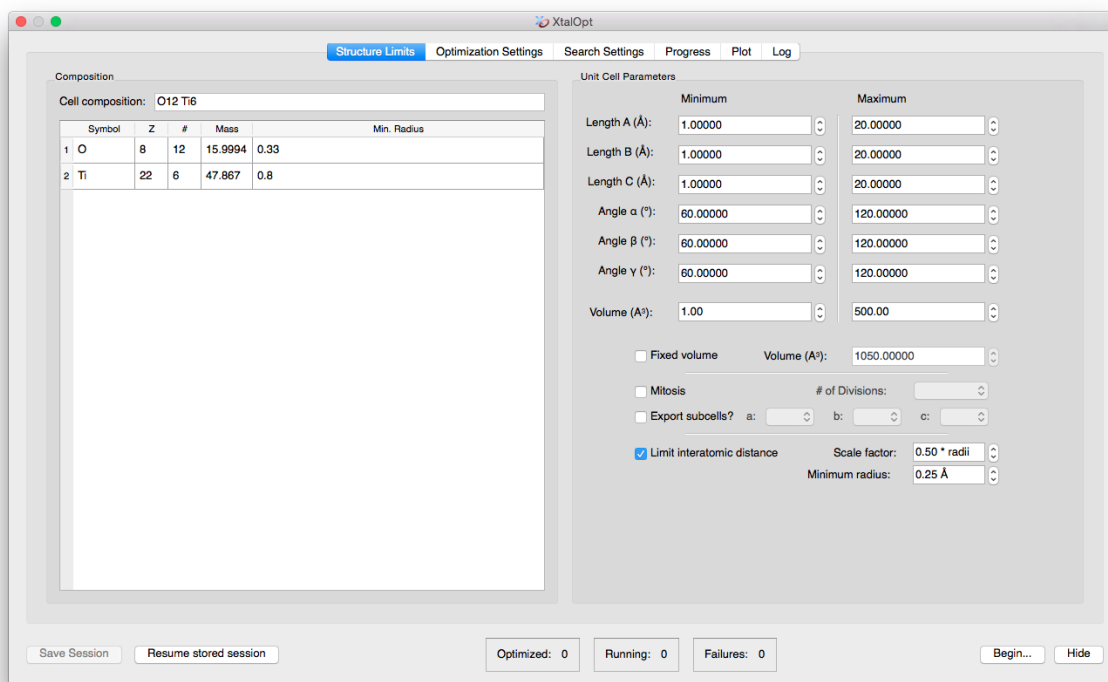 XtalOpt
Structure Limits Optimization Settings Search Settings Progress Plot Log
Composition
Cell composition: O12 Ti6
Symbol Z # Mass Min. Radius
1 O 8 12 15.9994 0.33
2 Ti 22 6 47.867 0.8
Unit Cell Parameters
Minimum Maximum
Length A (Å): 1.00000 20.00000
Length B (Å): 1.00000 20.00000
Length C (Å): 1.00000 20.00000
Angle α (°): 60.00000 120.00000
Angle β (°): 60.00000 120.00000
Angle γ (°): 60.00000 120.00000
Volume (A³): 1.00 500.00
Fixed volume Volume (A³): 1050.00000
Mitosis # of Divisions:
Export subcells? a: b: c:
Limit interatomic distance Scale factor: 0.50 * radii
Minimum radius: 0.25 Å
Save Session Resume stored session Optimized: 0 Running: 0 Failures: 0 Begin... Hide